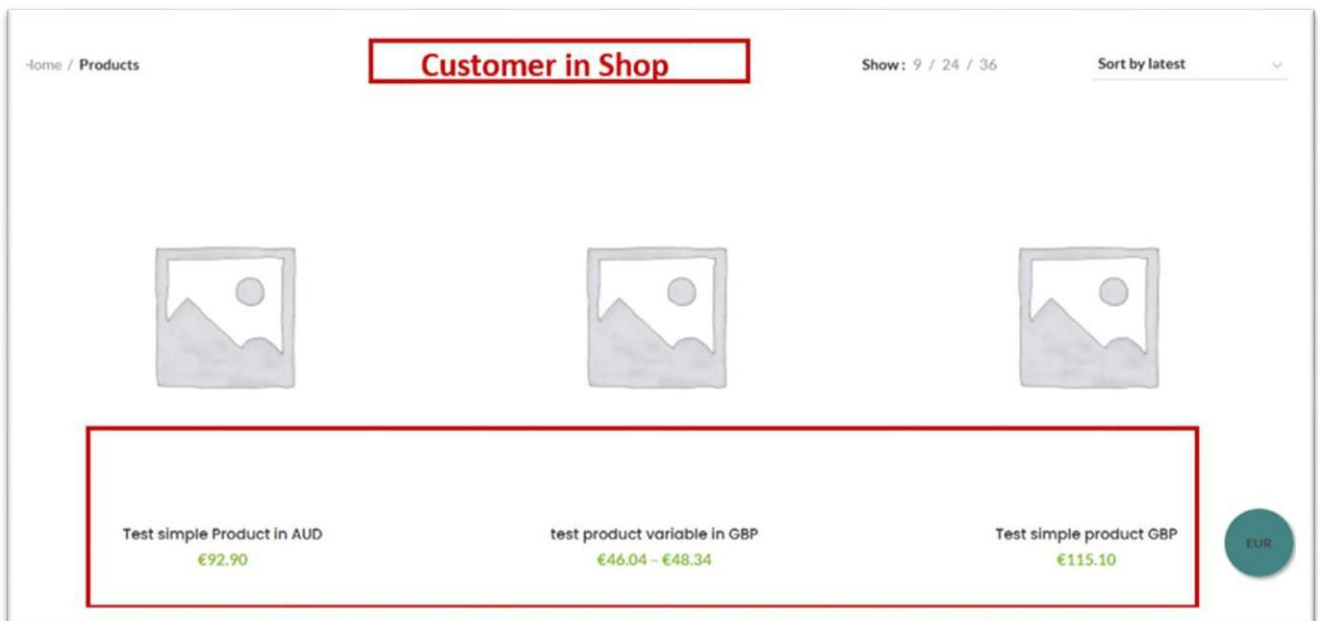 Home / Products
Customer in Shop
Show : 9 / 24 / 36
Sort by latest
Test simple Product in AUD
€92.90
test product variable in GBP
€46.04 – €48.34
Test simple product GBP
€115.10
EUR